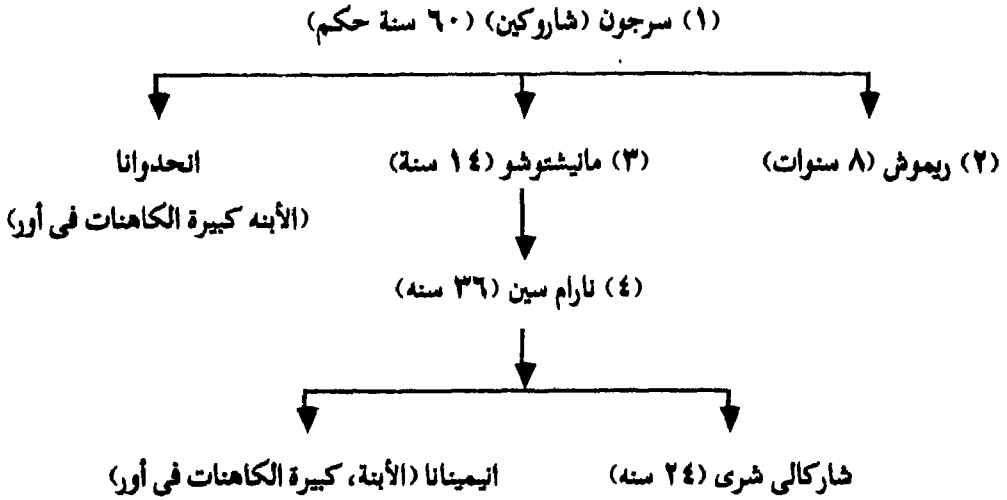 (١) سرجون (شاروكين) (٦٠ سنة حكم)
(٢) ريموش (٨ سنوات) (٣) مانيشتوشو (١٤ سنة) انحدوانا
(الأبنه كبيرة الكاهنات فى أور)
(٤) نارام سين (٣٦ سنه)
شاركالى شرى (٢٤ سنه) انيمينانا (الأبنة، كبيرة الكاهنات فى أور)